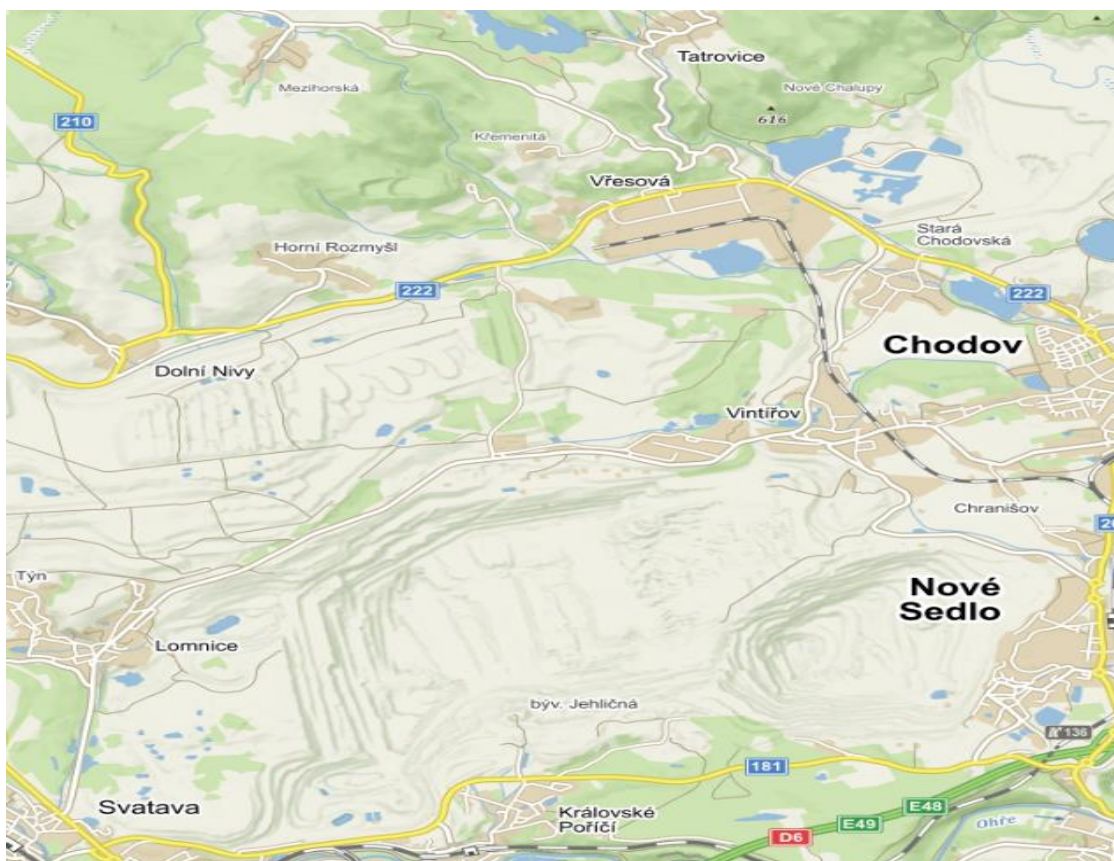 Tatrovice
Mezihorská
Nové Chalupy
210
616
Křemenitá
Vřesová
Stará
Chodovská
Horní Rozmyšl
222
222
Chodov
Dolní Nivy
Vintířov
Chranišov
Týn
Nové
Sedlo
Lomnice
býv. Jehličná
136
181
Svatava
Královské
Poříčí
E48
E49
D6
Ohře